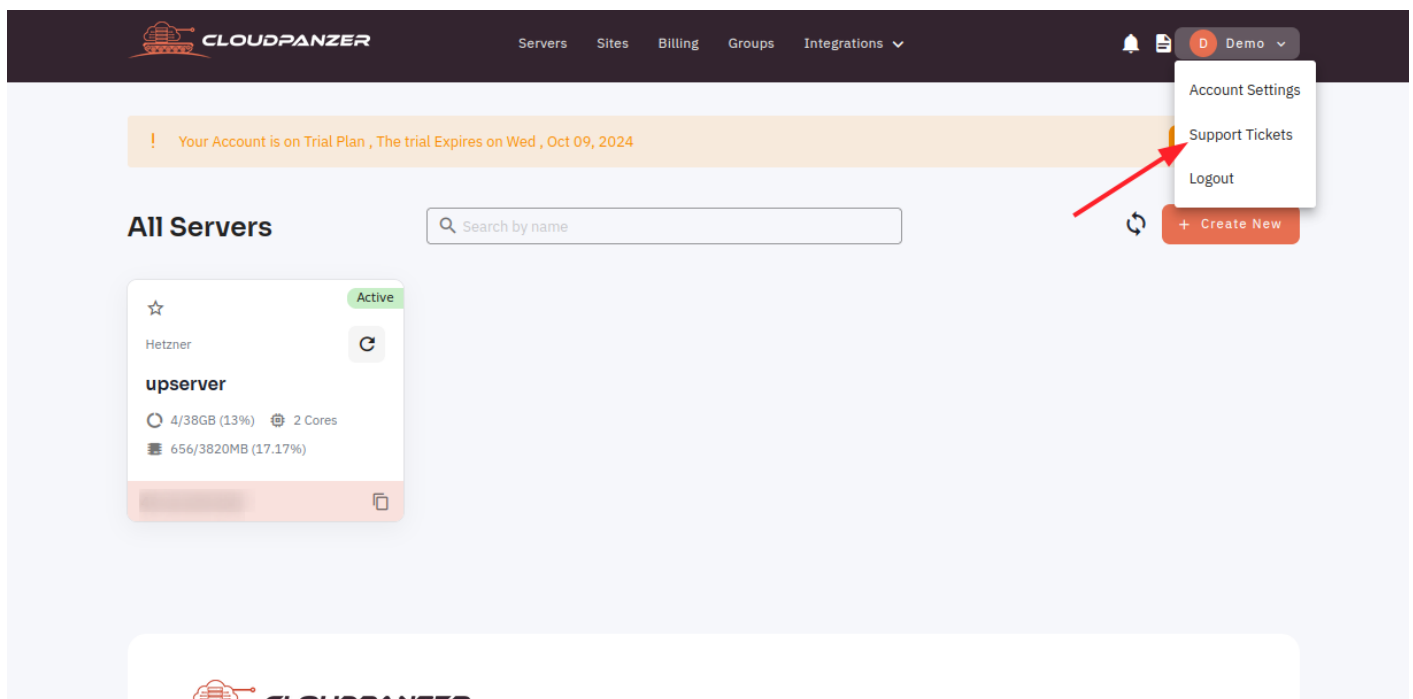 CLOUDPANZER
Servers Sites Billing Groups Integrations
D Demo
Account Settings
Support Tickets
Logout
! Your Account is on Trial Plan , The trial Expires on Wed , Oct 09, 2024
All Servers
Search by name
+ Create New
Active
Hetzner
upserver
4/38GB (13%) 2 Cores
656/3820MB (17.17%)
CLOUDPANZER